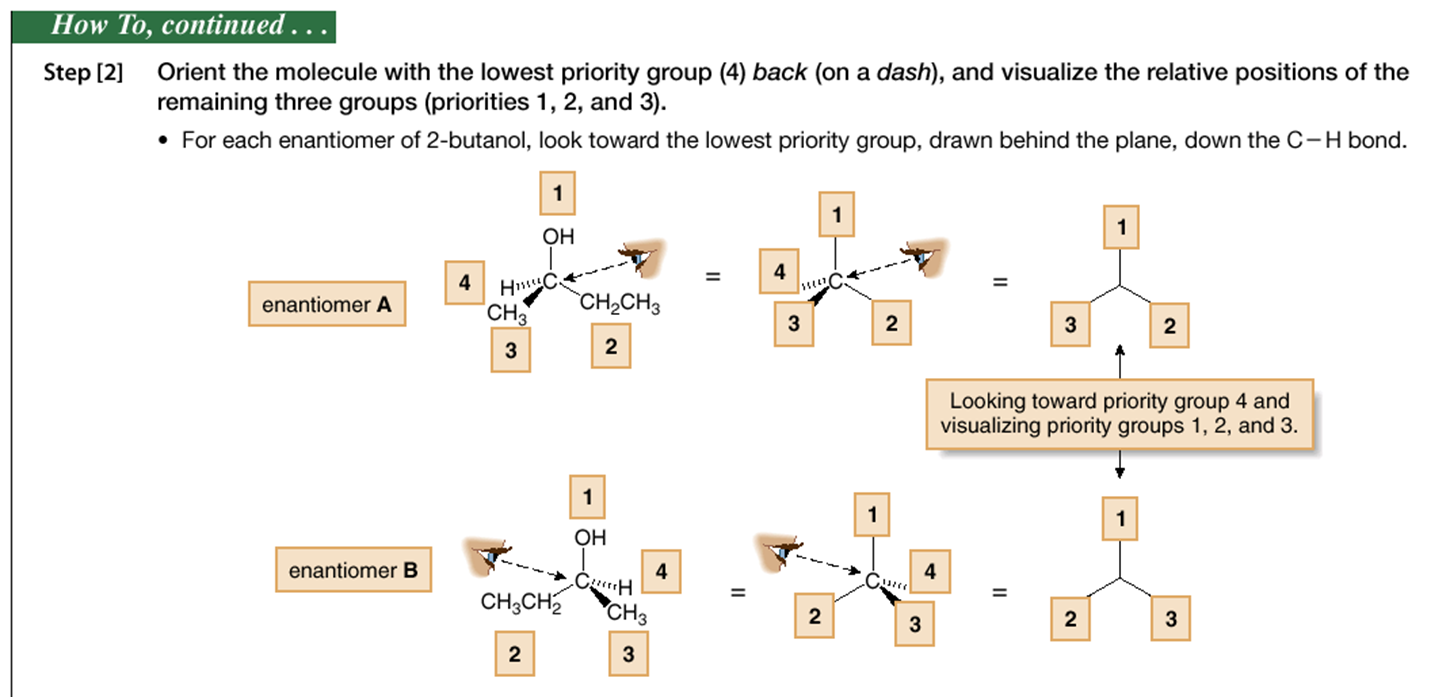 How To, continued . . .
Step [2] Orient the molecule with the lowest priority group (4) back (on a dash), and visualize the relative positions of the
remaining three groups (priorities 1, 2, and 3).
• For each enantiomer of 2-butanol, look toward the lowest priority group, drawn behind the plane, down the C−H bond.
1
OH
4
H
C
CH₃
CH₂CH₃
3
2
enantiomer A
=
1
4
C
3
2
=
1
3
2
Looking toward priority group 4 and
visualizing priority groups 1, 2, and 3.
1
OH
4
C
H
CH₃CH₂
CH₃
2
3
enantiomer B
=
1
4
C
2
3
=
1
2
3